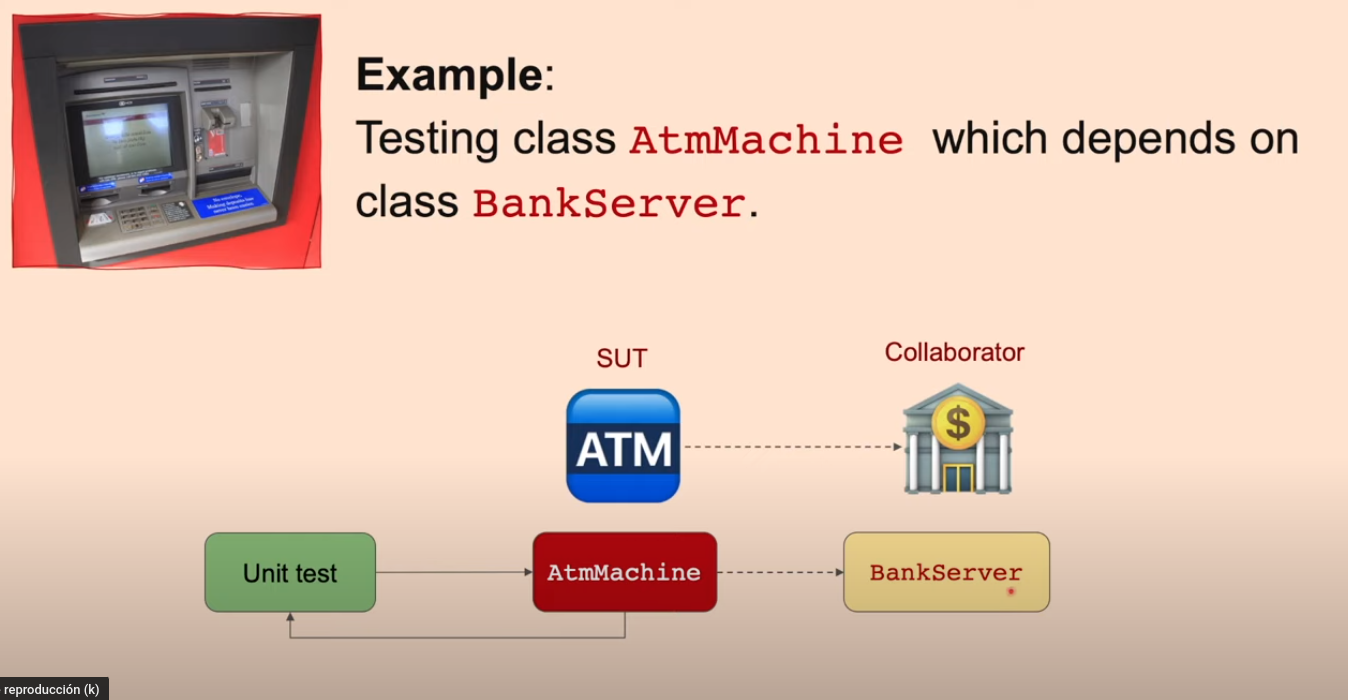 Example:
Testing class AtmMachine which depends on
class BankServer.
SUT
Collaborator
ATM
$
Unit test
AtmMachine
BankServer
reproducción (k)